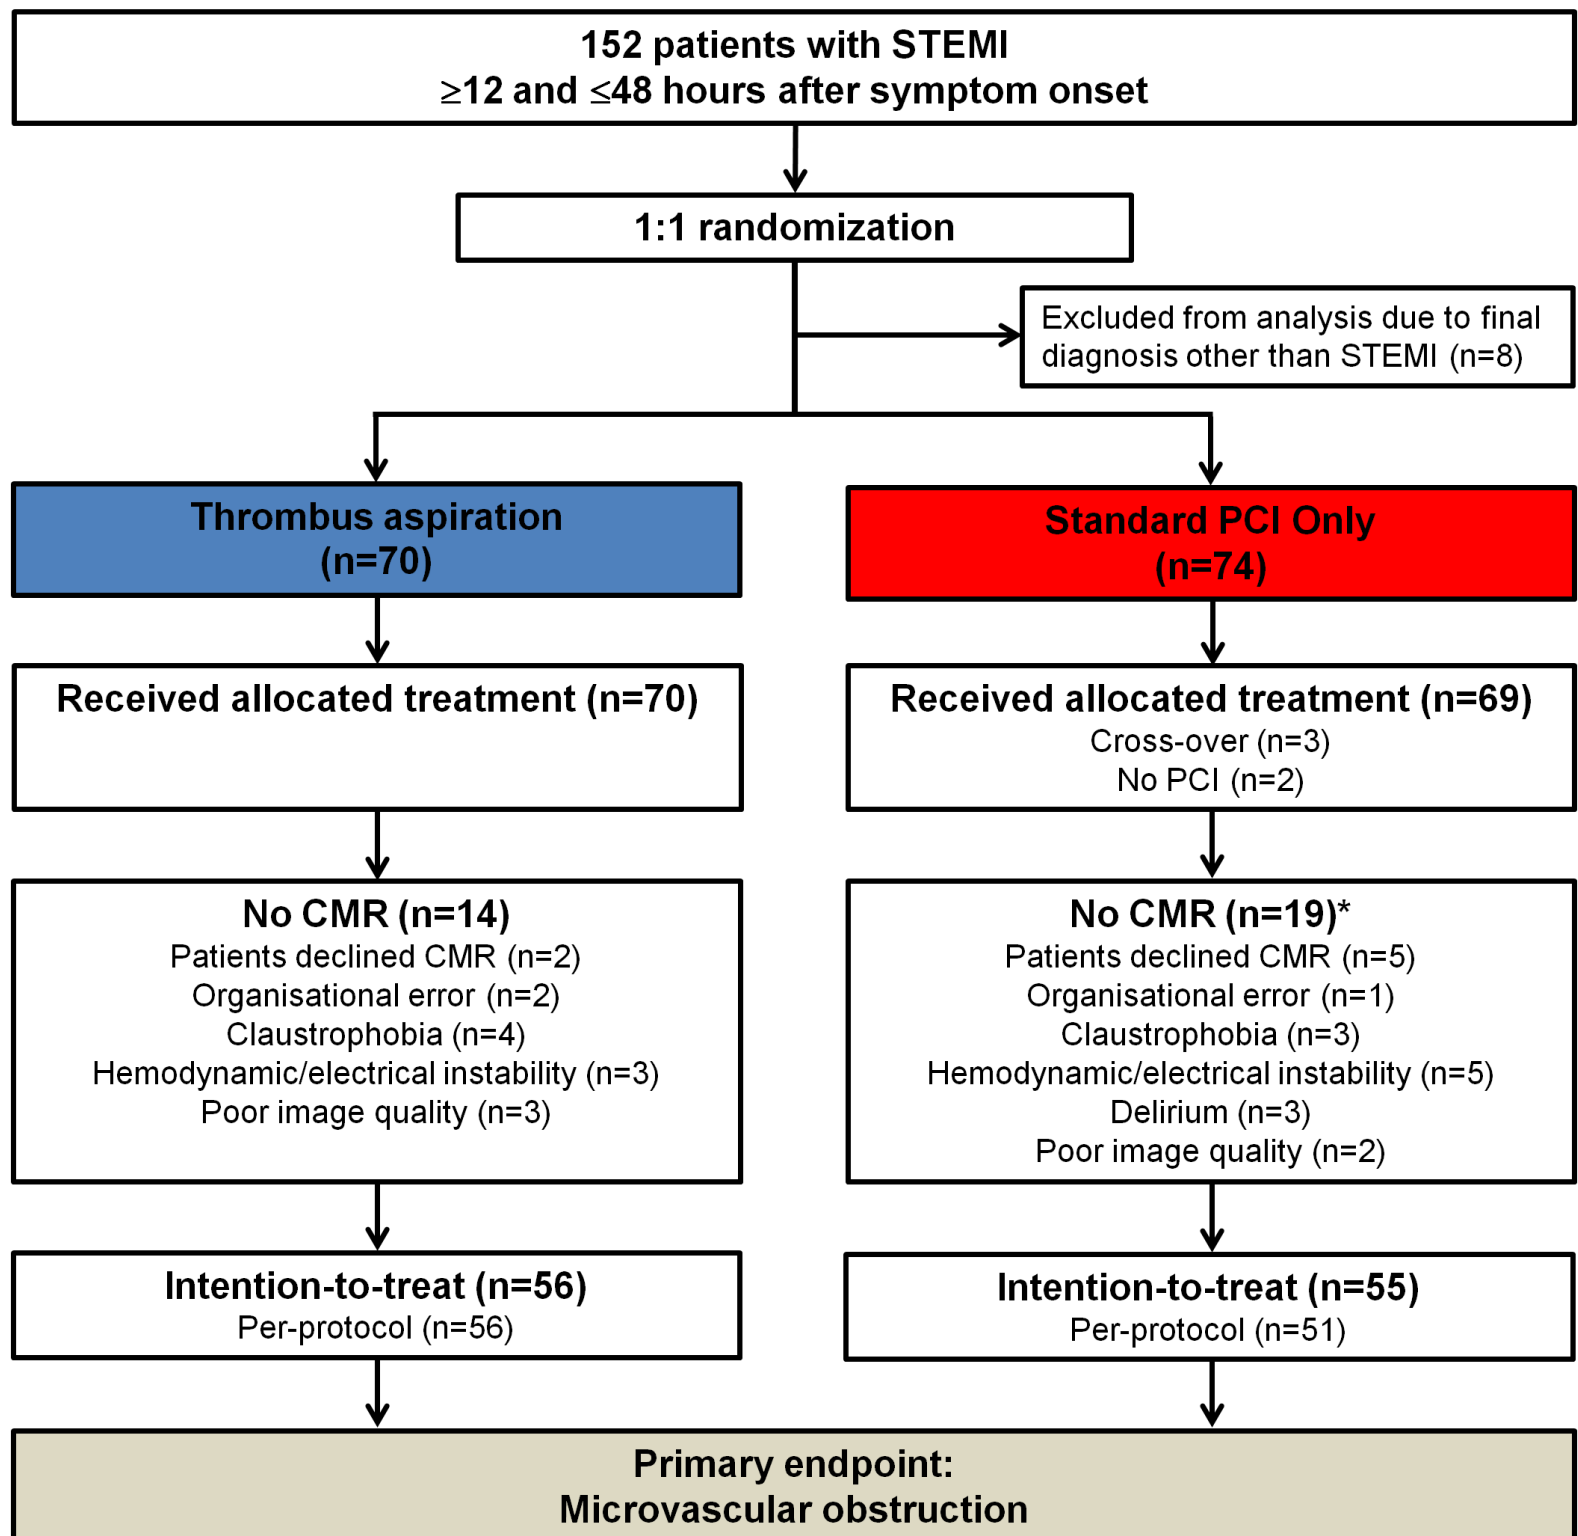 152 patients with STEMI
≥12 and ≤48 hours after symptom onset
1:1 randomization
Excluded from analysis due to final
diagnosis other than STEMI (n=8)
Thrombus aspiration
(n=70)
Standard PCI Only
(n=74)
Received allocated treatment (n=70)
Received allocated treatment (n=69)
Cross-over (n=3)
No PCI (n=2)
No CMR (n=14)
Patients declined CMR (n=2)
Organisational error (n=2)
Claustrophobia (n=4)
Hemodynamic/electrical instability (n=3)
Poor image quality (n=3)
No CMR (n=19)*
Patients declined CMR (n=5)
Organisational error (n=1)
Claustrophobia (n=3)
Hemodynamic/electrical instability (n=5)
Delirium (n=3)
Poor image quality (n=2)
Intention-to-treat (n=56)
Per-protocol (n=56)
Intention-to-treat (n=55)
Per-protocol (n=51)
Primary endpoint:
Microvascular obstruction